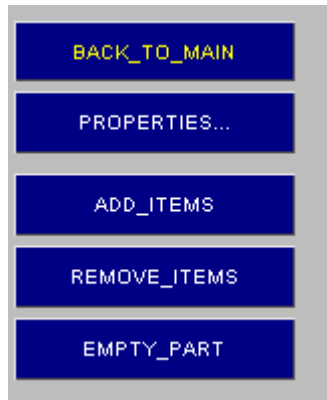 BACK_TO_MAIN
PROPERTIES...
ADD_ITEMS
REMOVE_ITEMS
EMPTY_PART